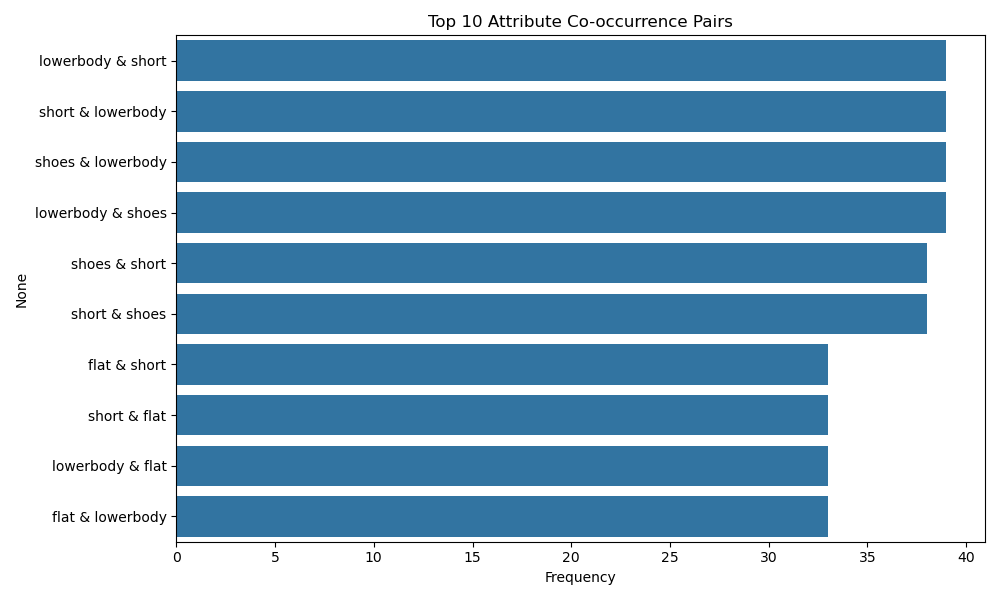 Top 10 Attribute Co-occurrence Pairs
lowerbody & short
short & lowerbody
shoes & lowerbody
lowerbody & shoes
shoes & short
short & shoes
flat & short
short & flat
lowerbody & flat
flat & lowerbody
None
0 5 10 15 20 25 30 35 40
Frequency